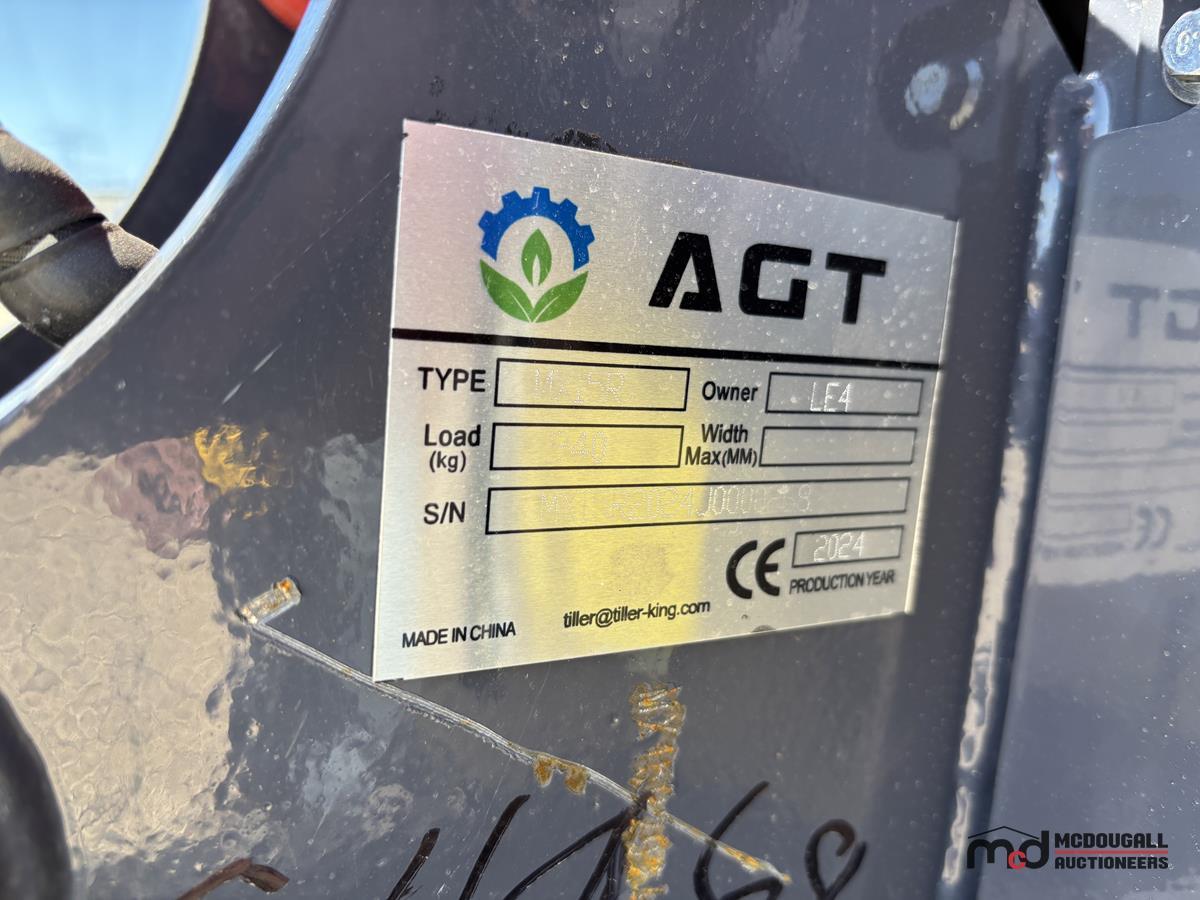 AGT
TYPE
Owner LE4
Load
(kg)
Width
Max(MM)
S/N
CE 2024
PRODUCTION YEAR
MADE IN CHINA
tiller@tiller-king.com
mcd MCDOUGALL
AUCTIONEERS